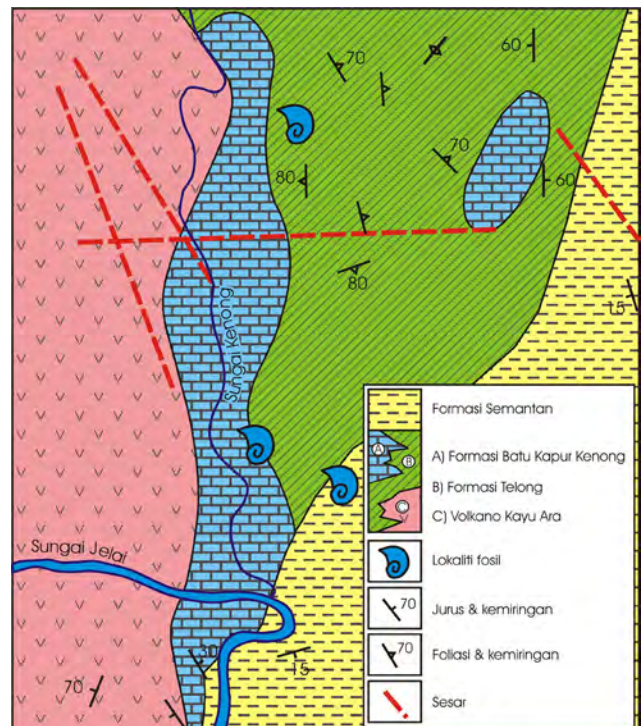 70
60
70
80
60
80
15
Sungai Kenong
Sungai Jelai
30
15
70
Formasi Semantan
A
B
A) Formasi Batu Kapur Kenong
B) Formasi Telong
C
C) Volkano Kayu Ara
Lokaliti fosil
70
Jurus & kemiringan
70
Foliasi & kemiringan
Sesar